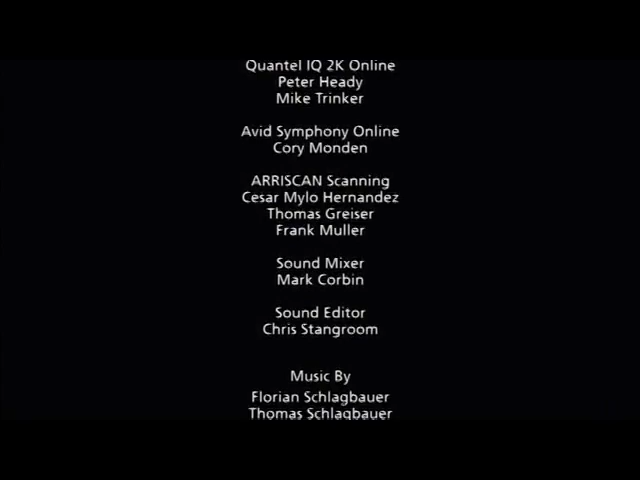 Quantel IQ 2K Online
Peter Heady
Mike Trinker
Avid Symphony Online
Cory Monden
ARRISCAN Scanning
Cesar Mylo Hernandez
Thomas Greiser
Frank Muller
Sound Mixer
Mark Corbin
Sound Editor
Chris Stangroom
Music By
Florian Schlagbauer
Thomas Schlagbauer